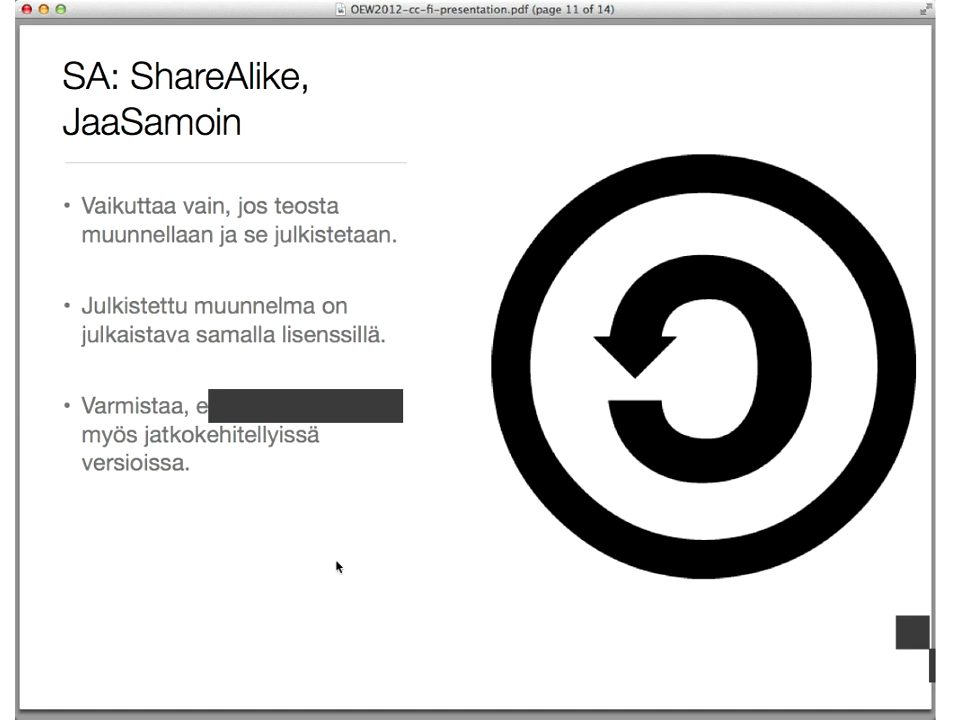 OEW2012-cc-fi-presentation.pdf (page 11 of 14)
SA: ShareAlike,
JaaSamoin
• Vaikuttaa vain, jos teosta
muunnellaan ja se julkistetaan.
• Julkistettu muunnelma on
julkaistava samalla lisenssillä.
• Varmistaa,
myös jatkokehitellyissä
versioissa.